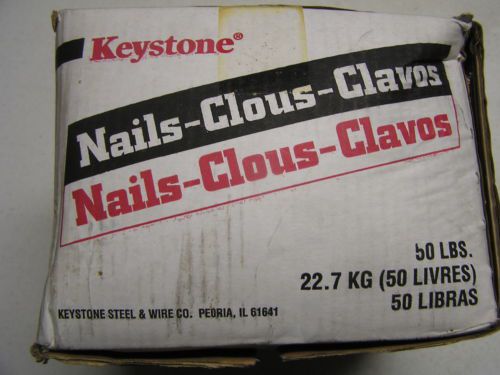 Keystone®
Nails-Clous-Clavos
Nails-Clous-Clavos
50 LBS.
22.7 KG (50 LIVRES)
50 LIBRAS
KEYSTONE STEEL & WIRE CO. PEORIA, IL 61641